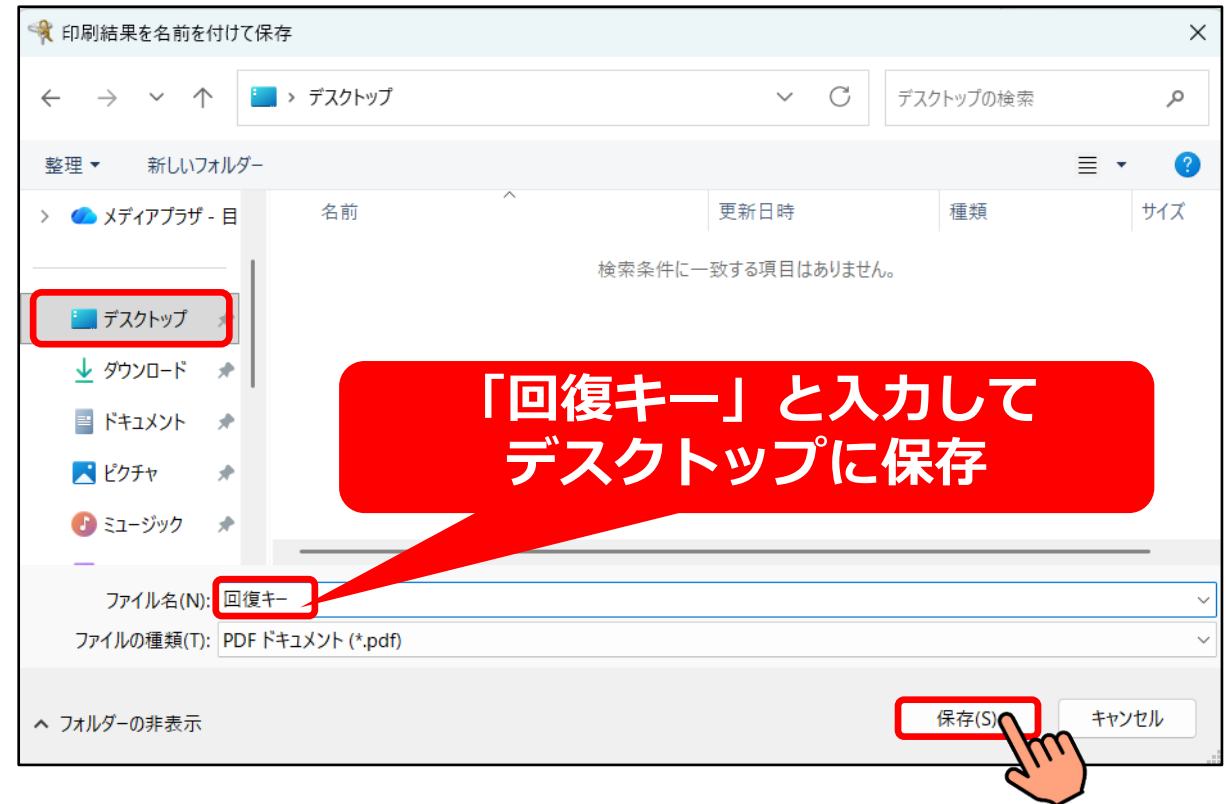 印刷結果を名前を付けて保存
デスクトップ
デスクトップの検索
整理
新しいフォルダー
メディアプラザ - 目
名前
更新日時
種類
サイズ
検索条件に一致する項目はありません。
デスクトップ
ダウンロード
ドキュメント
ピクチャ
ミュージック
「回復キー」と入力して
デスクトップに保存
ファイル名(N): 回復キー
ファイルの種類(T): PDF ドキュメント (*.pdf)
フォルダーの非表示
保存(S)
キャンセル